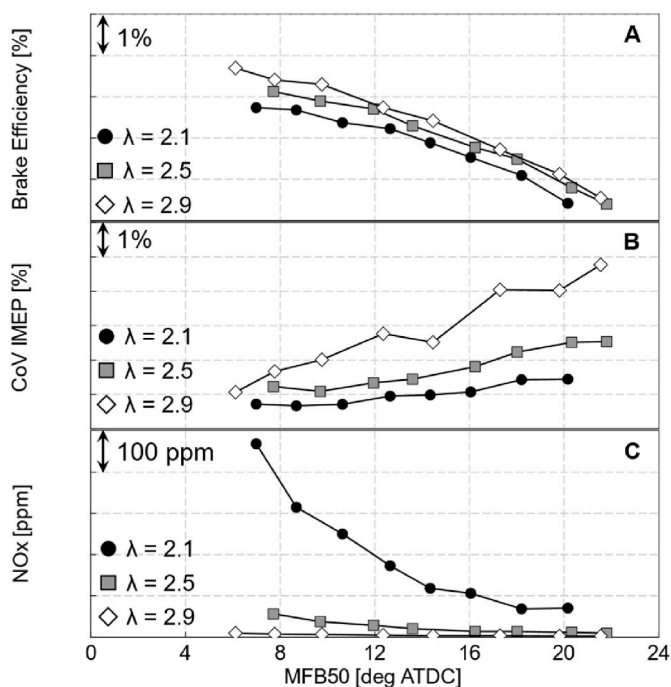 1%
A
Brake Efficiency [%]
λ = 2.1
λ = 2.5
λ = 2.9
1%
B
CoV IMEP [%]
λ = 2.1
λ = 2.5
λ = 2.9
100 ppm
C
NOx [ppm]
λ = 2.1
λ = 2.5
λ = 2.9
0 4 8 12 16 20 24
MFB50 [deg ATDC]